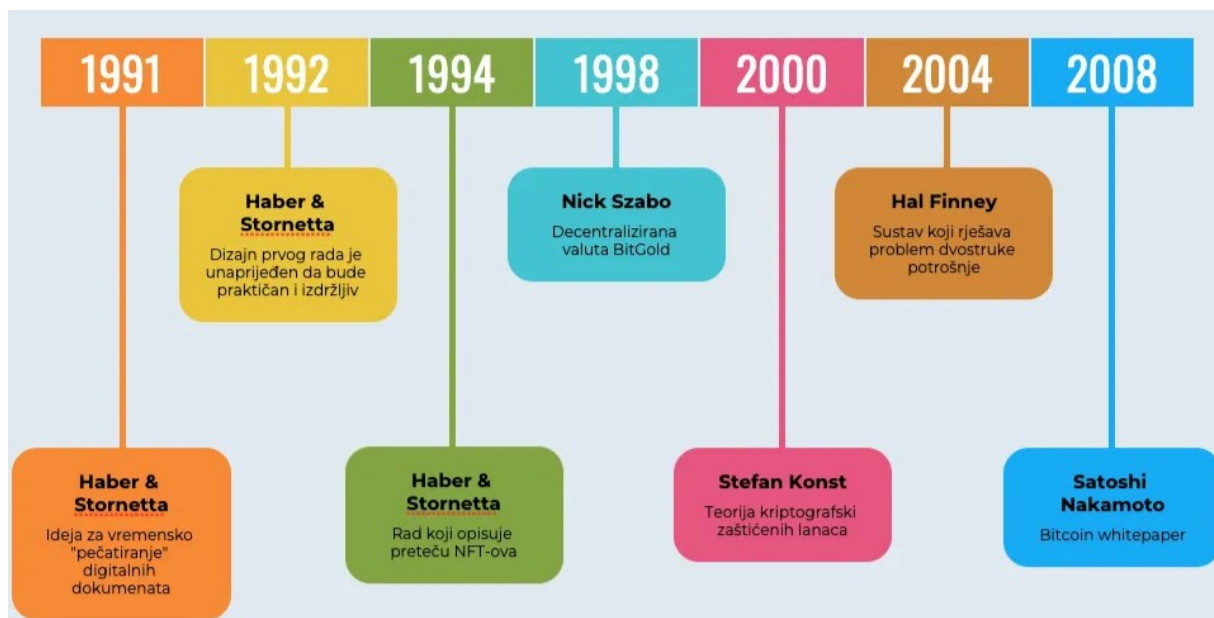 1991
1992
1994
1998
2000
2004
2008
Haber &
Stornetta
Dizajn prvog rada je
unaprijeđen da bude
praktičan i izdržljiv
Nick Szabo
Decentralizirana
valuta BitGold
Hal Finney
Sustav koji rješava
problem dvostruke
potrošnje
Haber &
Stornetta
Ideja za vremensko
"pečatiranje"
digitalnih
dokumenata
Haber &
Stornetta
Rad koji opisuje
preteču NFT-ova
Stefan Konst
Teorija kriptografski
zaštićenih lanaca
Satoshi
Nakamoto
Bitcoin whitepaper